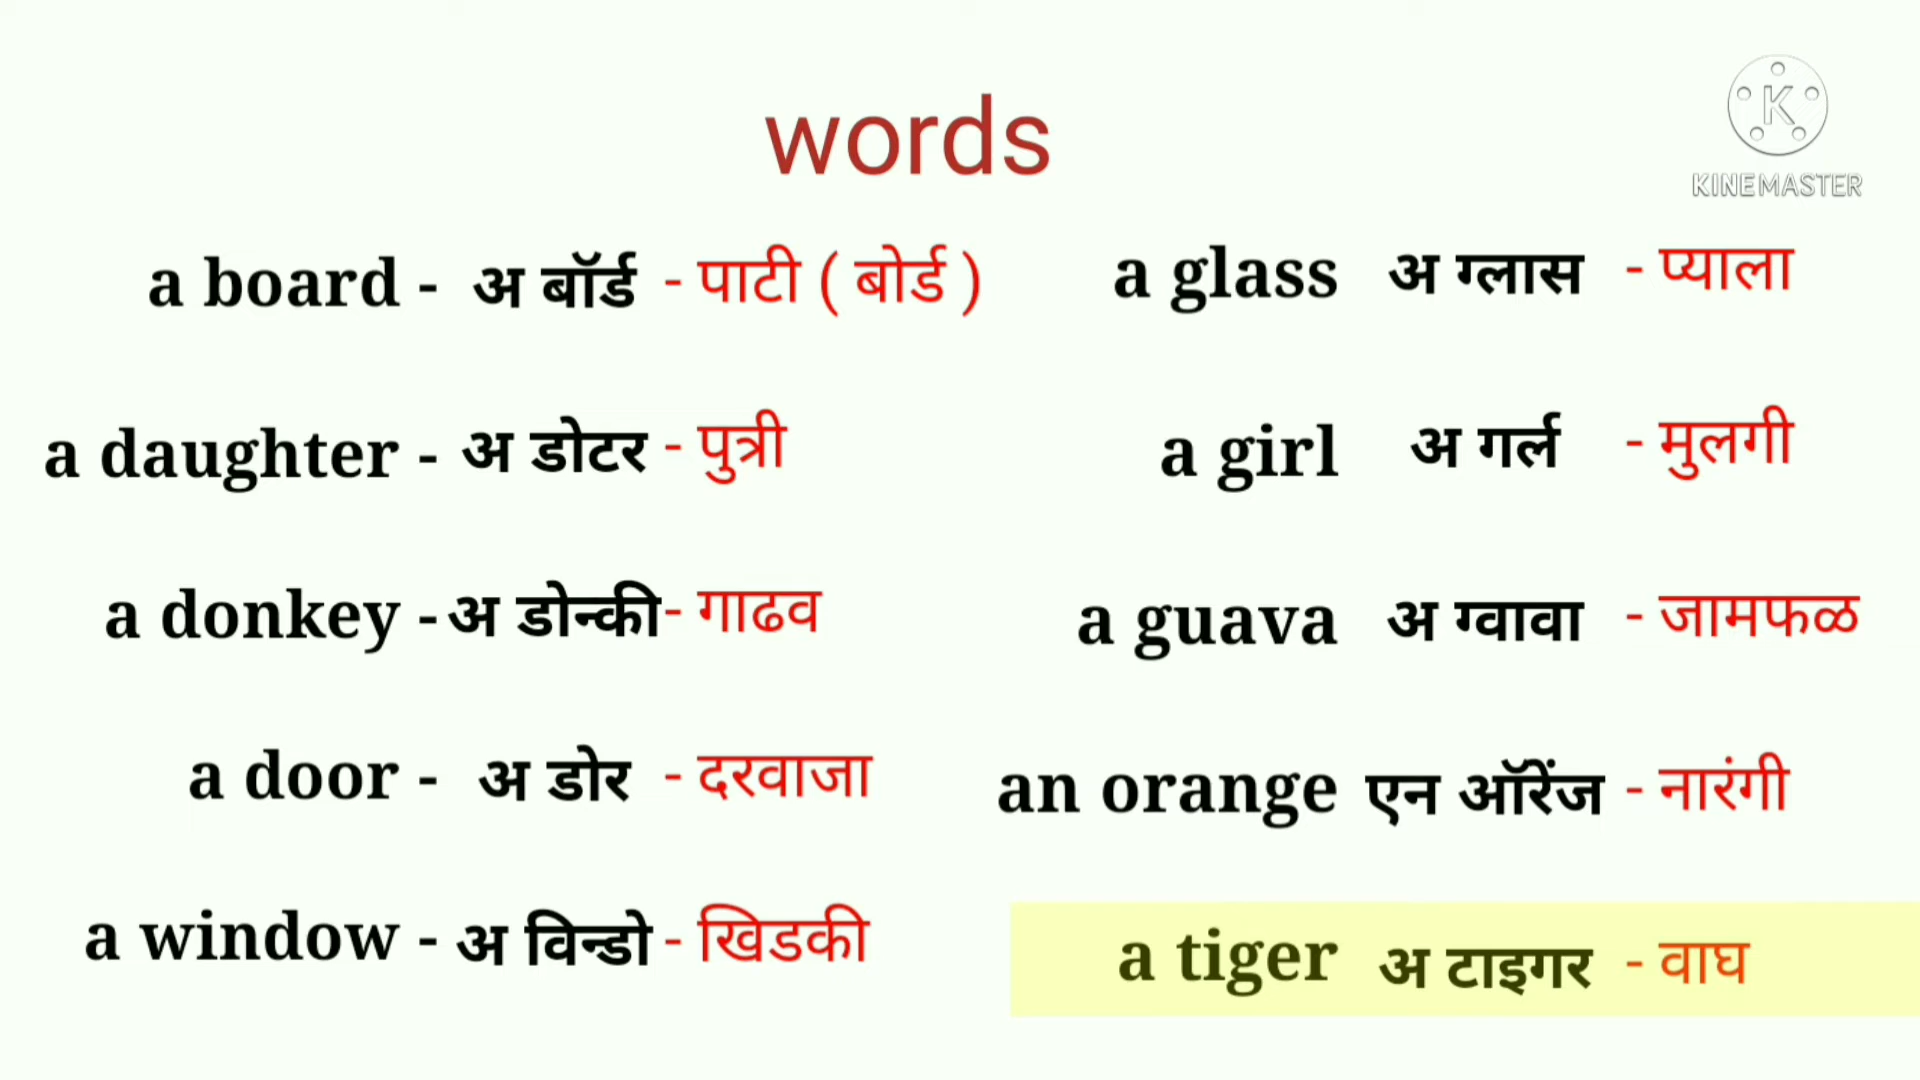 words
KINEMASTER
a board - अ बॉर्ड - पाटी ( बोर्ड )
a daughter - अ डोटर - पुत्री
a donkey - अ डोन्की - गाढव
a door - अ डोर - दरवाजा
a window - अ विन्डो - खिडकी
a glass अ ग्लास - प्याला
a girl अ गर्ल - मुलगी
a guava अ ग्वावा - जामफळ
an orange एन ऑरेंज - नारंगी
a tiger अ टाइगर - वाघ